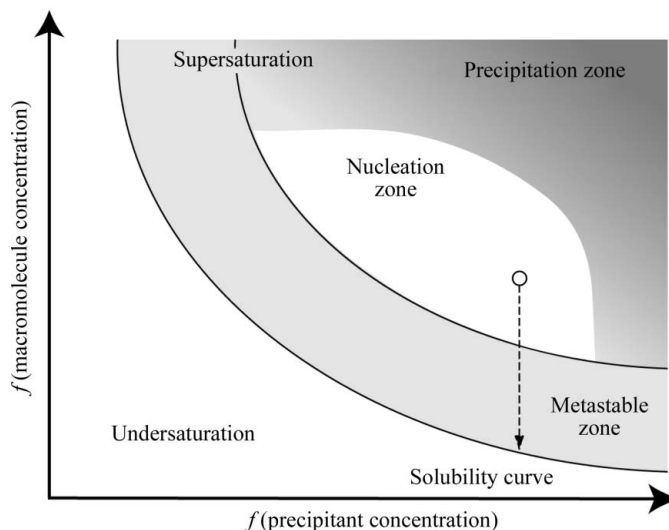 Supersaturation
Precipitation zone
Nucleation
zone
f (macromolecule concentration)
Metastable
zone
Undersaturation
Solubility curve
f (precipitant concentration)